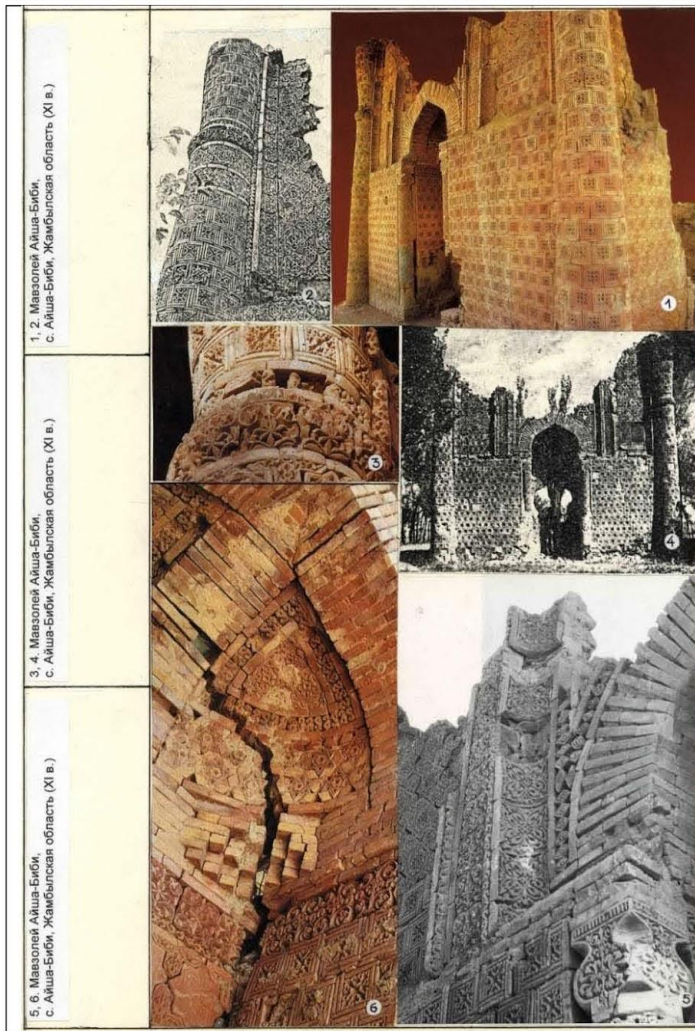 1, 2. Мавзолей Айша-Биби,
с. Айша-Биби, Жамбылская область (XI в.)
3, 4. Мавзолей Айша-Биби,
с. Айша-Биби, Жамбылская область (XI в.)
5, 6. Мавзолей Айша-Биби,
с. Айша-Биби, Жамбылская область (XI в.)
2
1
3
4
6
5